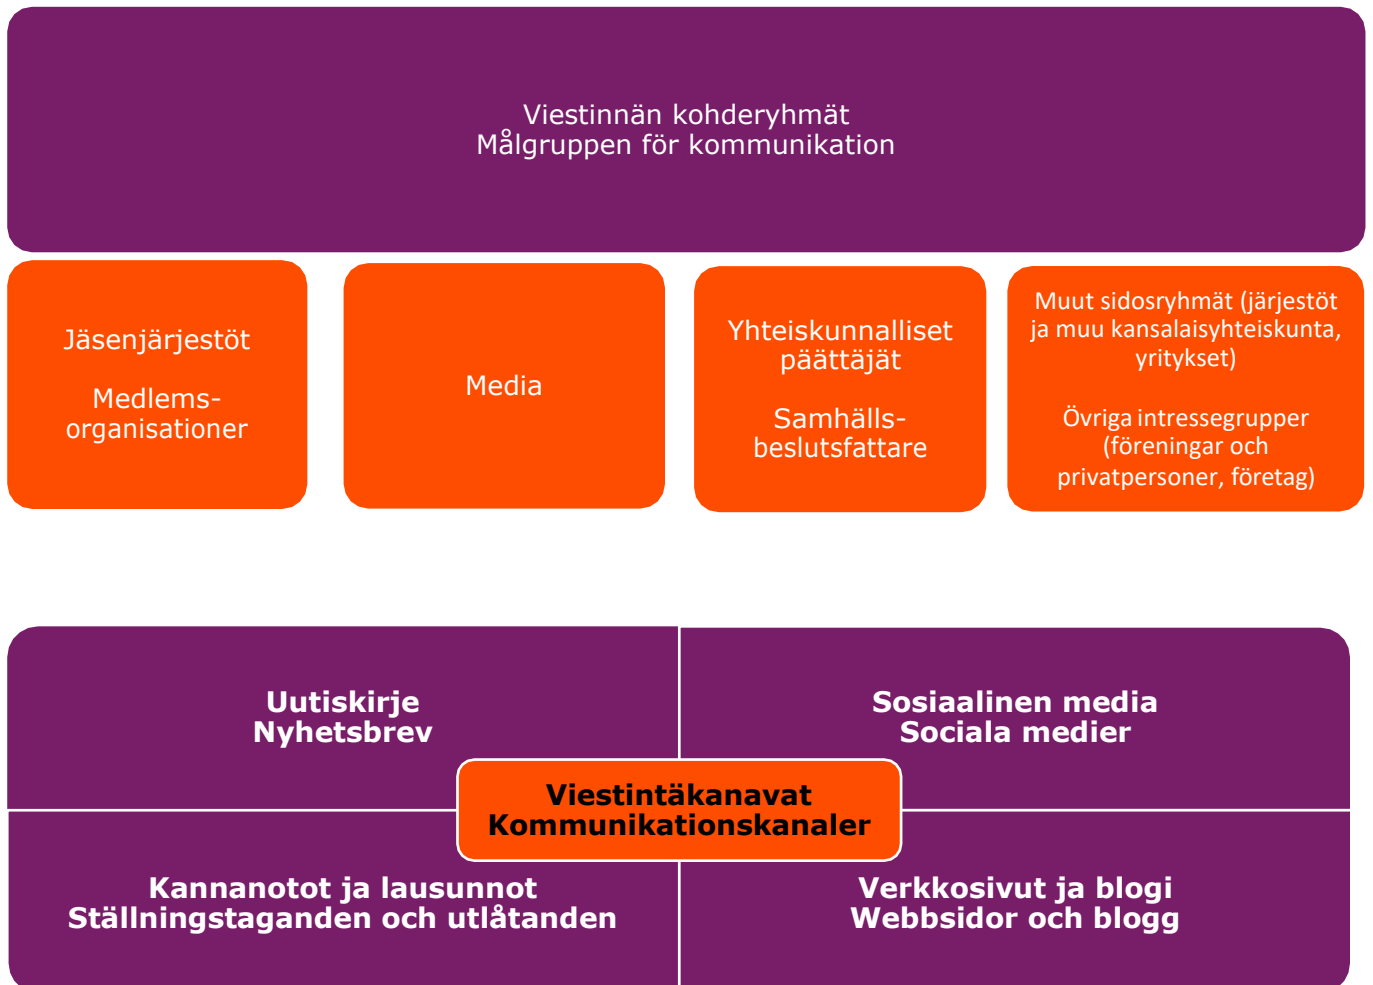 Viestinnän kohderyhmät
Målgruppen för kommunikation
Jäsenjärjestöt
Medlems-
organisationer
Media
Yhteiskunnalliset
päättäjät
Samhälls-
beslutsfattare
Muut sidosryhmät (järjestöt
ja muu kansalaisyhteiskunta,
yritykset)
Övriga intressegrupper
(föreningar och
privatpersoner, företag)
Uutiskirje
Nyhetsbrev
Sosiaalinen media
Sociala medier
Viestintäkanavat
Kommunikationskanaler
Kannanotot ja lausunnot
Ställningstaganden och utlåtanden
Verkkosivut ja blogi
Webbsidor och blogg